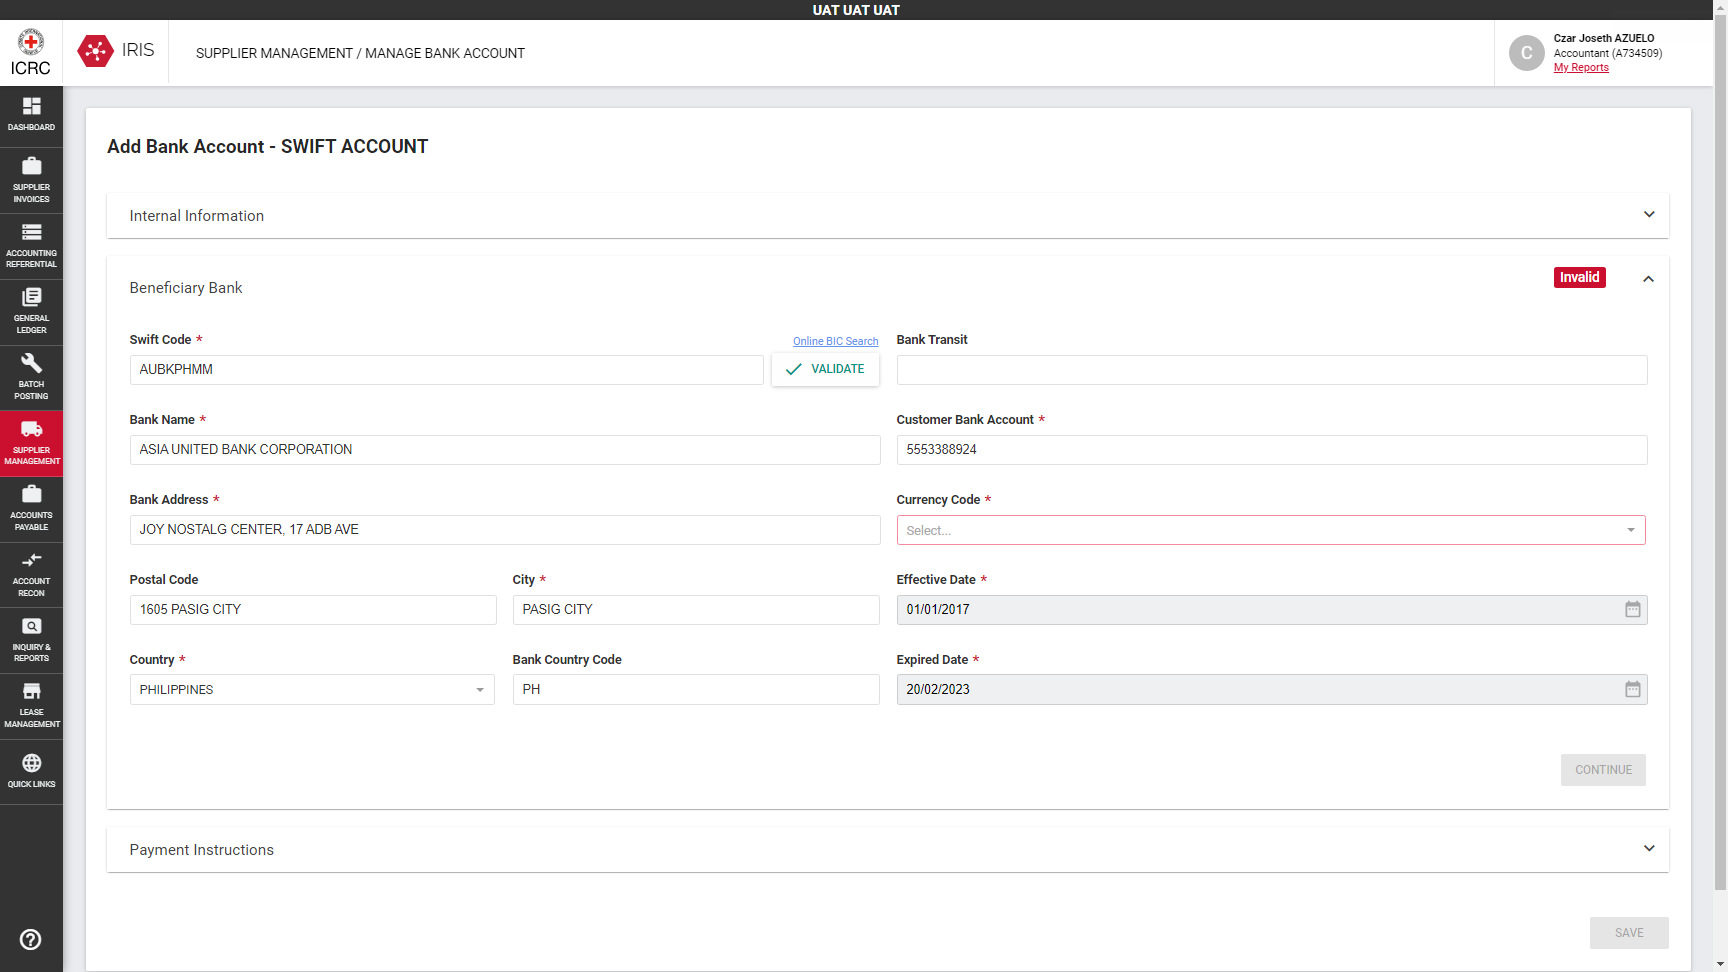 UAT UAT UAT
ICRC
IRIS
SUPPLIER MANAGEMENT / MANAGE BANK ACCOUNT
C
Czar Joseth AZUELO
Accountant (A734509)
My Reports
DASHBOARD
SUPPLIER
INVOICES
ACCOUNTING
REFERENTIAL
GENERAL
LEDGER
BATCH
POSTING
SUPPLIER
MANAGEMENT
ACCOUNTS
PAYABLE
ACCOUNT
RECON
INQUIRY &
REPORTS
LEASE
MANAGEMENT
QUICK LINKS
Add Bank Account - SWIFT ACCOUNT
Internal Information
Beneficiary Bank
Invalid
Swift Code *
Online BIC Search
AUBKPHMM
VALIDATE
Bank Transit
Bank Name *
ASIA UNITED BANK CORPORATION
Customer Bank Account *
5553388924
Bank Address *
JOY NOSTALG CENTER, 17 ADB AVE
Currency Code *
Select...
Postal Code
1605 PASIG CITY
City *
PASIG CITY
Effective Date *
01/01/2017
Country *
PHILIPPINES
Bank Country Code
PH
Expired Date *
20/02/2023
CONTINUE
Payment Instructions
SAVE